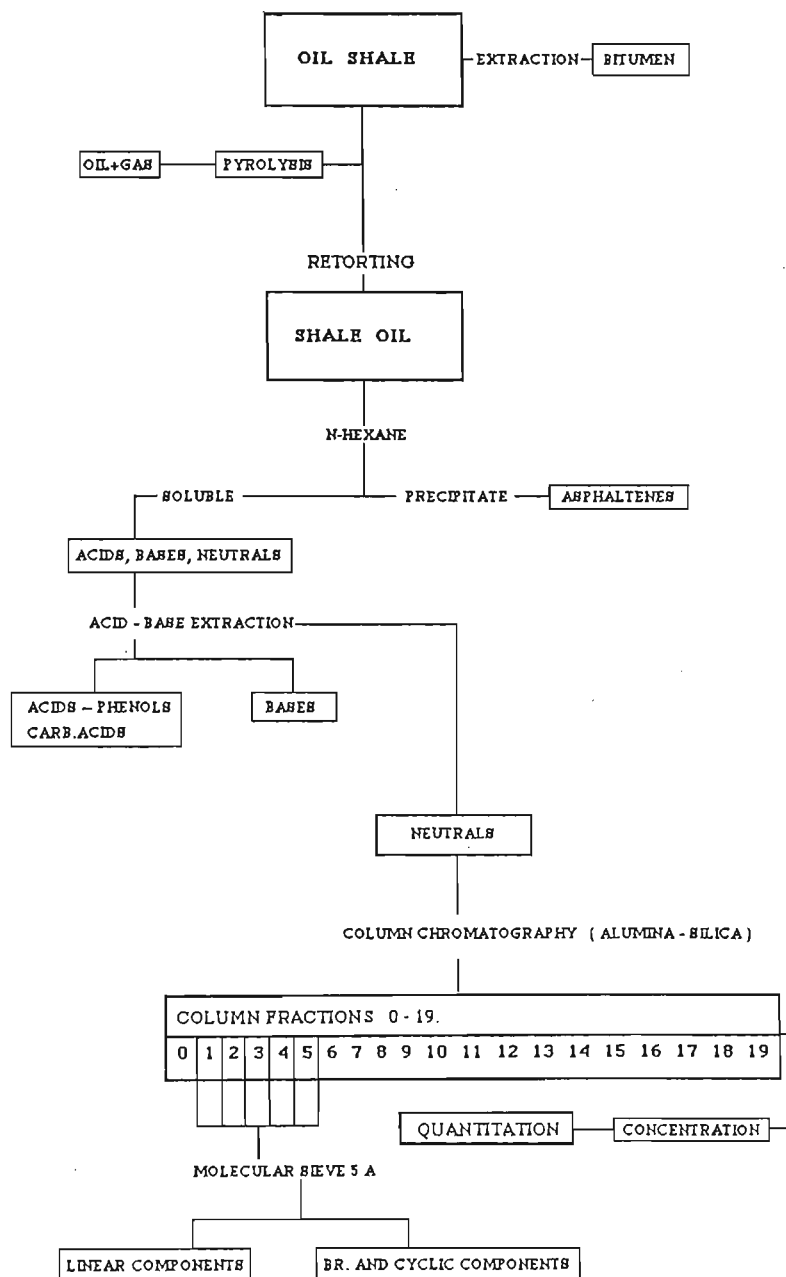 OIL SHALE
EXTRACTION
BITUMEN
OIL+GAS
PYROLYSIS
RETORTING
SHALE OIL
N-HEXANE
SOLUBLE
PRECIPITATE
ASPHALTENES
ACIDS, BASES, NEUTRALS
ACID - BASE EXTRACTION
ACIDS - PHENOLS
CARB.ACIDS
BASES
NEUTRALS
COLUMN CHROMATOGRAPHY ( ALUMINA - SILICA )
COLUMN FRACTIONS 0 - 19.
0 1 2 3 4 5 6 7 8 9 10 11 12 13 14 15 16 17 18 19
QUANTITATION
CONCENTRATION
MOLECULAR SIEVE 5 A
LINEAR COMPONENTS
BR. AND CYCLIC COMPONENTS